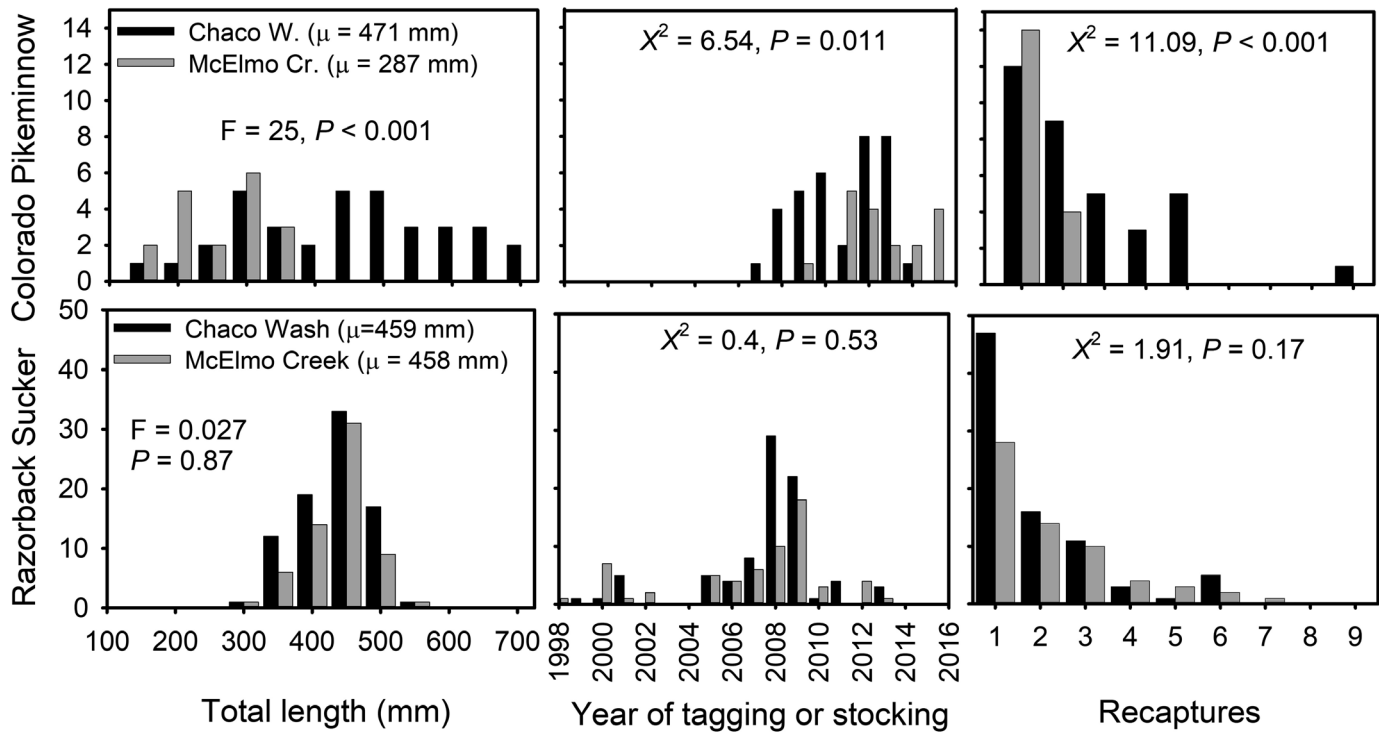 Colorado Pikeminnow
14
12
10
8
6
4
2
0
Chaco W. (μ = 471 mm)
McElmo Cr. (μ = 287 mm)
F = 25, P < 0.001
X² = 6.54, P = 0.011
X² = 11.09, P < 0.001
Razorback Sucker
50
40
30
20
10
0
Chaco Wash (μ=459 mm)
McElmo Creek (μ = 458 mm)
F = 0.027
P = 0.87
X² = 0.4, P = 0.53
X² = 1.91, P = 0.17
100 200 300 400 500 600 700
1998 2000 2002 2004 2006 2008 2010 2012 2014 2016
1 2 3 4 5 6 7 8 9
Total length (mm)
Year of tagging or stocking
Recaptures